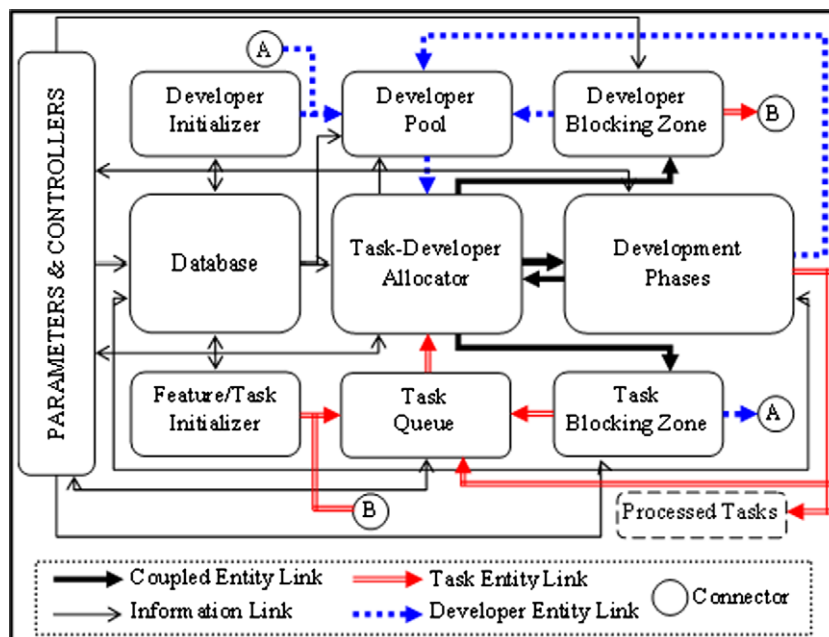 A
Developer
Initializer
Developer
Pool
Developer
Blocking Zone
B
PARAMETERS & CONTROLLERS
Database
Task-Developer
Allocator
Development
Phases
Feature/Task
Initializer
Task
Queue
Task
Blocking Zone
A
B
Processed Tasks
Coupled Entity Link
Task Entity Link
Connector
Information Link
Developer Entity Link